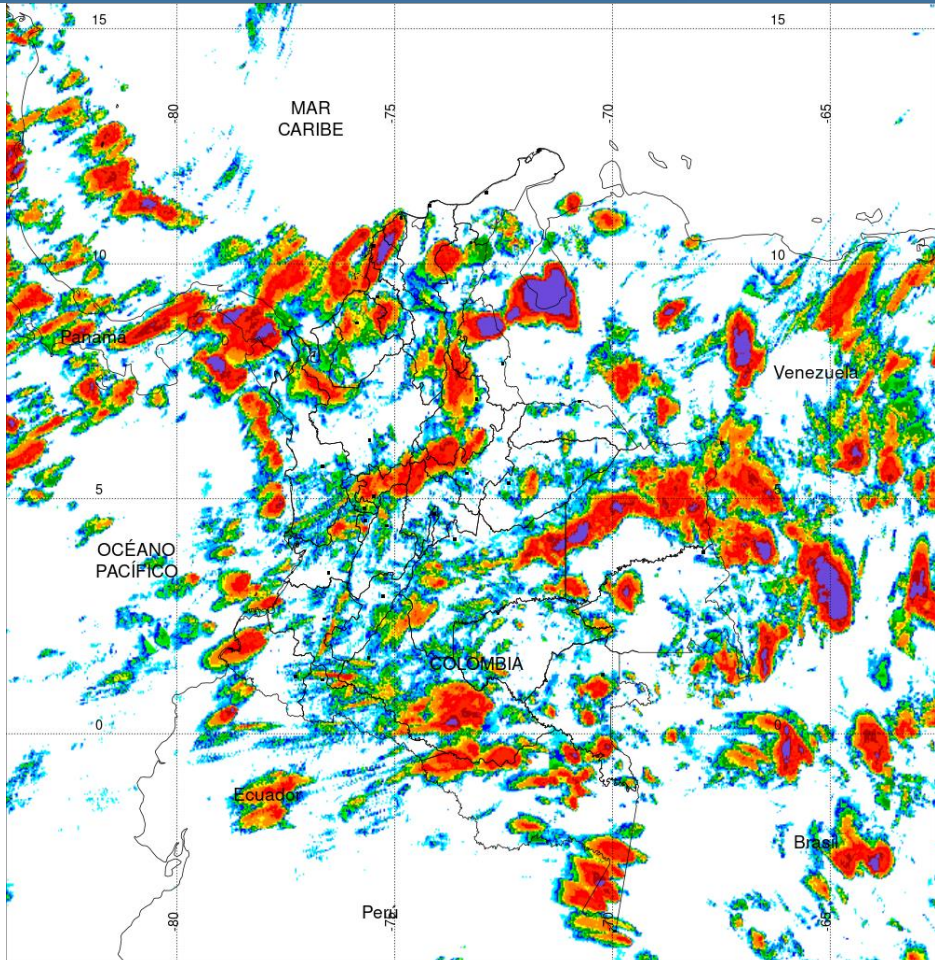 15
15
-80
-75
-70
-65
MAR
CARIBE
10
10
Panamá
Venezuela
5
5
OCÉANO
PACÍFICO
COLOMBIA
0
0
Ecuador
Brasil
Perú
-80
-75
-70
-65